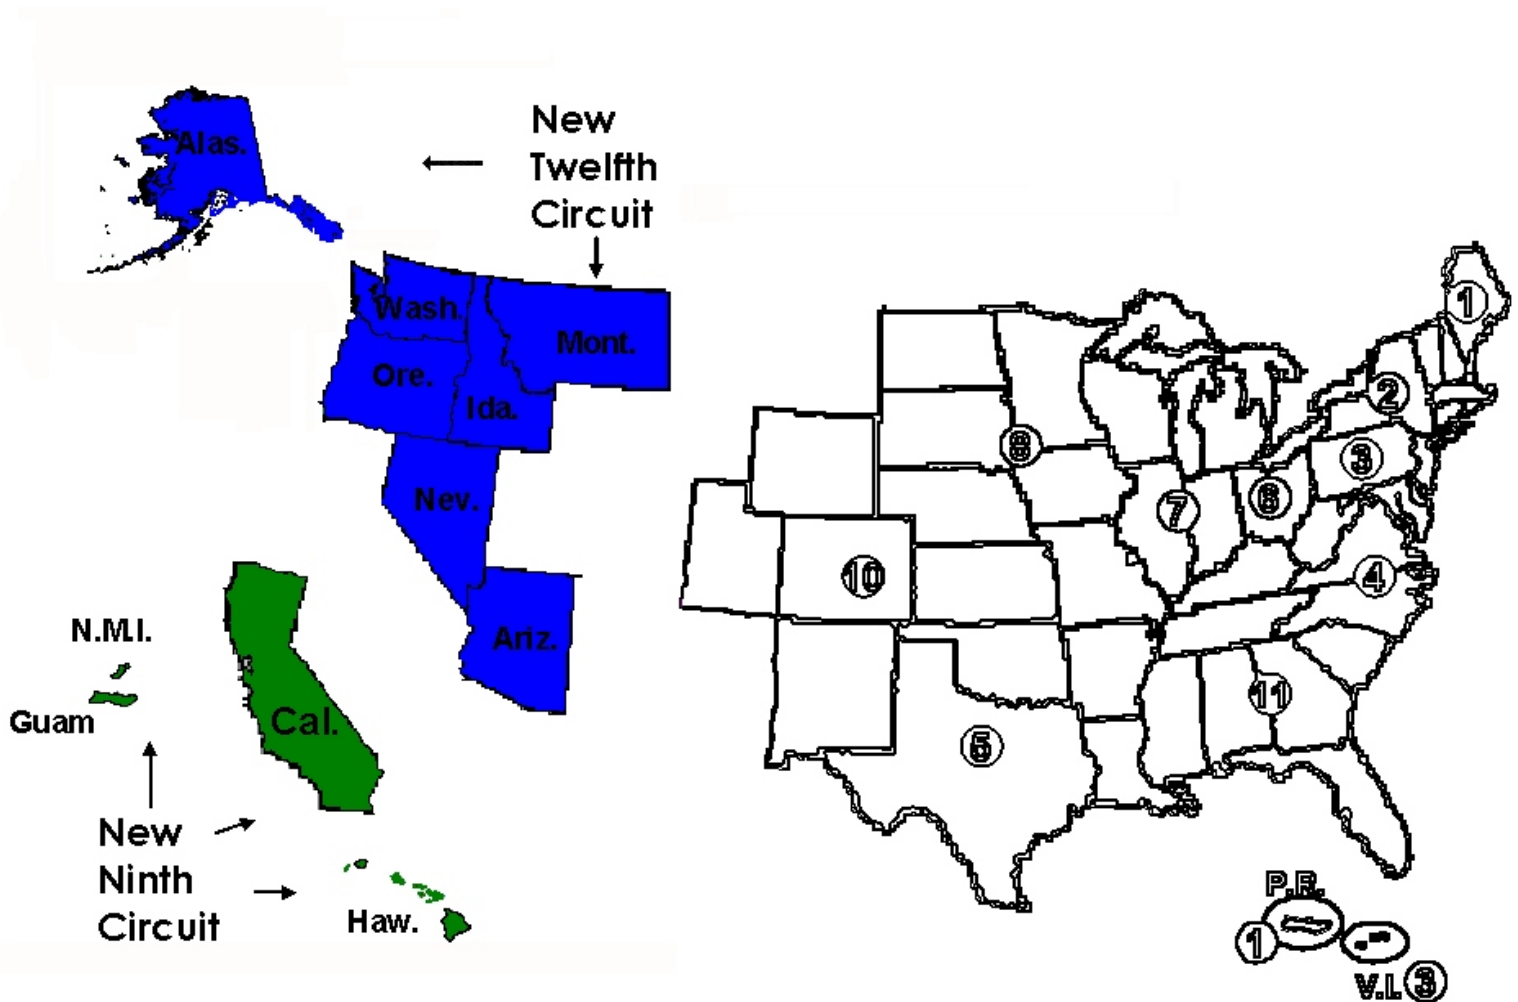 New
Twelfth
Circuit
Alas.
Wash.
Mont.
Ore.
Ida.
Nev.
Ariz.
N.M.I.
Guam
Cal.
New
Ninth
Circuit
Haw.
1
2
3
8
7
6
10
4
11
5
P.R.
1
V.I.
3